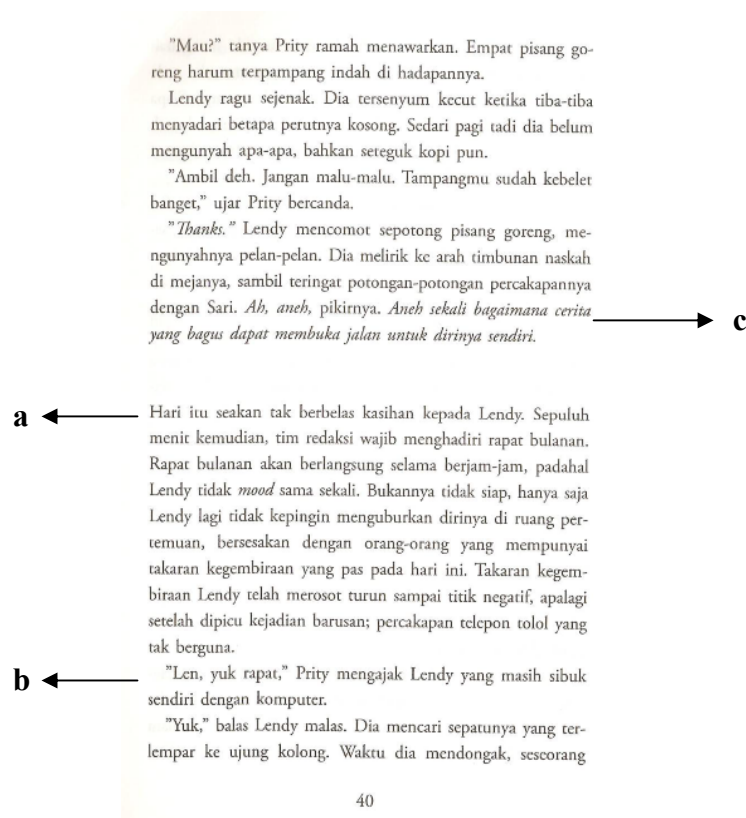 "Mau?" tanya Prity ramah menawarkan. Empat pisang go-
reng harum terpampang indah di hadapannya.
Lendy ragu sejenak. Dia tersenyum kecut ketika tiba-tiba
menyadari betapa perutnya kosong. Sedari pagi tadi dia belum
mengunyah apa-apa, bahkan seteguk kopi pun.
"Ambil deh. Jangan malu-malu. Tampangmu sudah kebelet
banget," ujar Prity bercanda.
"Thanks." Lendy mencomot sepotong pisang goreng, me-
ngunyahnya pelan-pelan. Dia melirik ke arah timbunan naskah
di mejanya, sambil teringat potongan-potongan percakapannya
dengan Sari. Ah, aneh, pikirnya. Aneh sekali bagaimana cerita
c
yang bagus dapat membuka jalan untuk dirinya sendiri.
a
Hari itu seakan tak berbelas kasihan kepada Lendy. Sepuluh
menit kemudian, tim redaksi wajib menghadiri rapat bulanan.
Rapat bulanan akan berlangsung selama berjam-jam, padahal
Lendy tidak mood sama sekali. Bukannya tidak siap, hanya saja
Lendy lagi tidak kepingin menguburkan dirinya di ruang per-
temuan, bersesakan dengan orang-orang yang mempunyai
takaran kegembiraan yang pas pada hari ini. Takaran kegem-
biraan Lendy telah merosot turun sampai titik negatif, apalagi
setelah dipicu kejadian barusan; percakapan telepon tolol yang
tak berguna.
b
"Len, yuk rapat," Prity mengajak Lendy yang masih sibuk
sendiri dengan komputer.
"Yuk," balas Lendy malas. Dia mencari sepatunya yang ter-
lempar ke ujung kolong. Waktu dia mendongak, seseorang
40